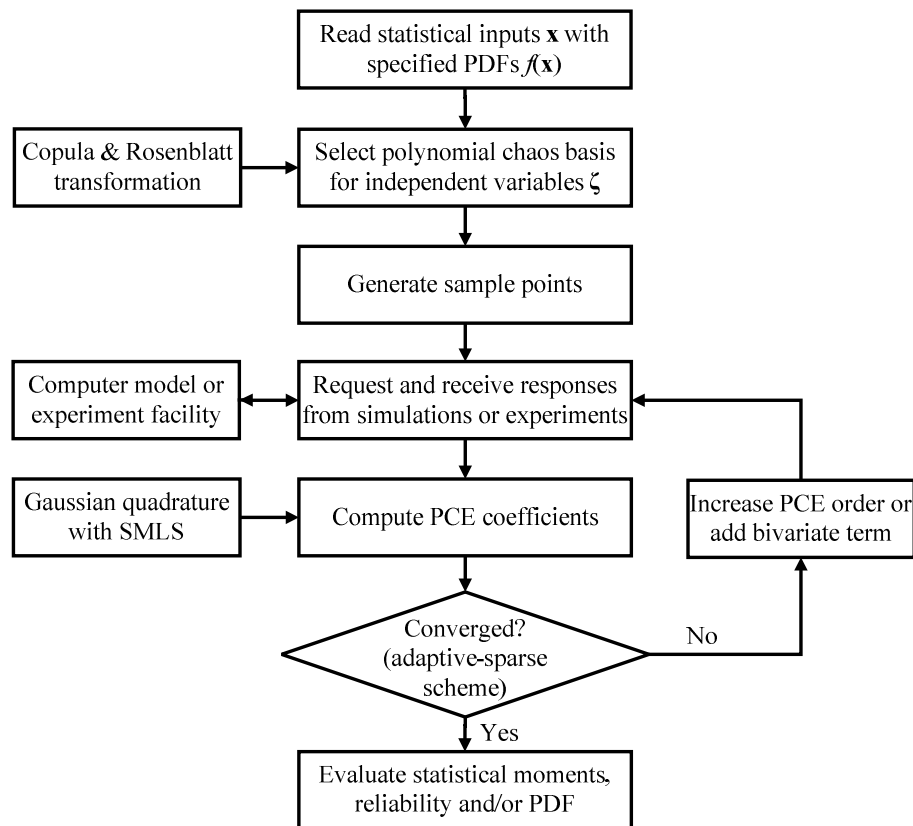 Read statistical inputs x with
specified PDFs f(x)
Copula & Rosenblatt
transformation
Select polynomial chaos basis
for independent variables ζ
Generate sample points
Computer model or
experiment facility
Request and receive responses
from simulations or experiments
Gaussian quadrature
with SMLS
Compute PCE coefficients
Increase PCE order or
add bivariate term
Converged?
(adaptive-sparse
scheme)
No
Yes
Evaluate statistical moments,
reliability and/or PDF